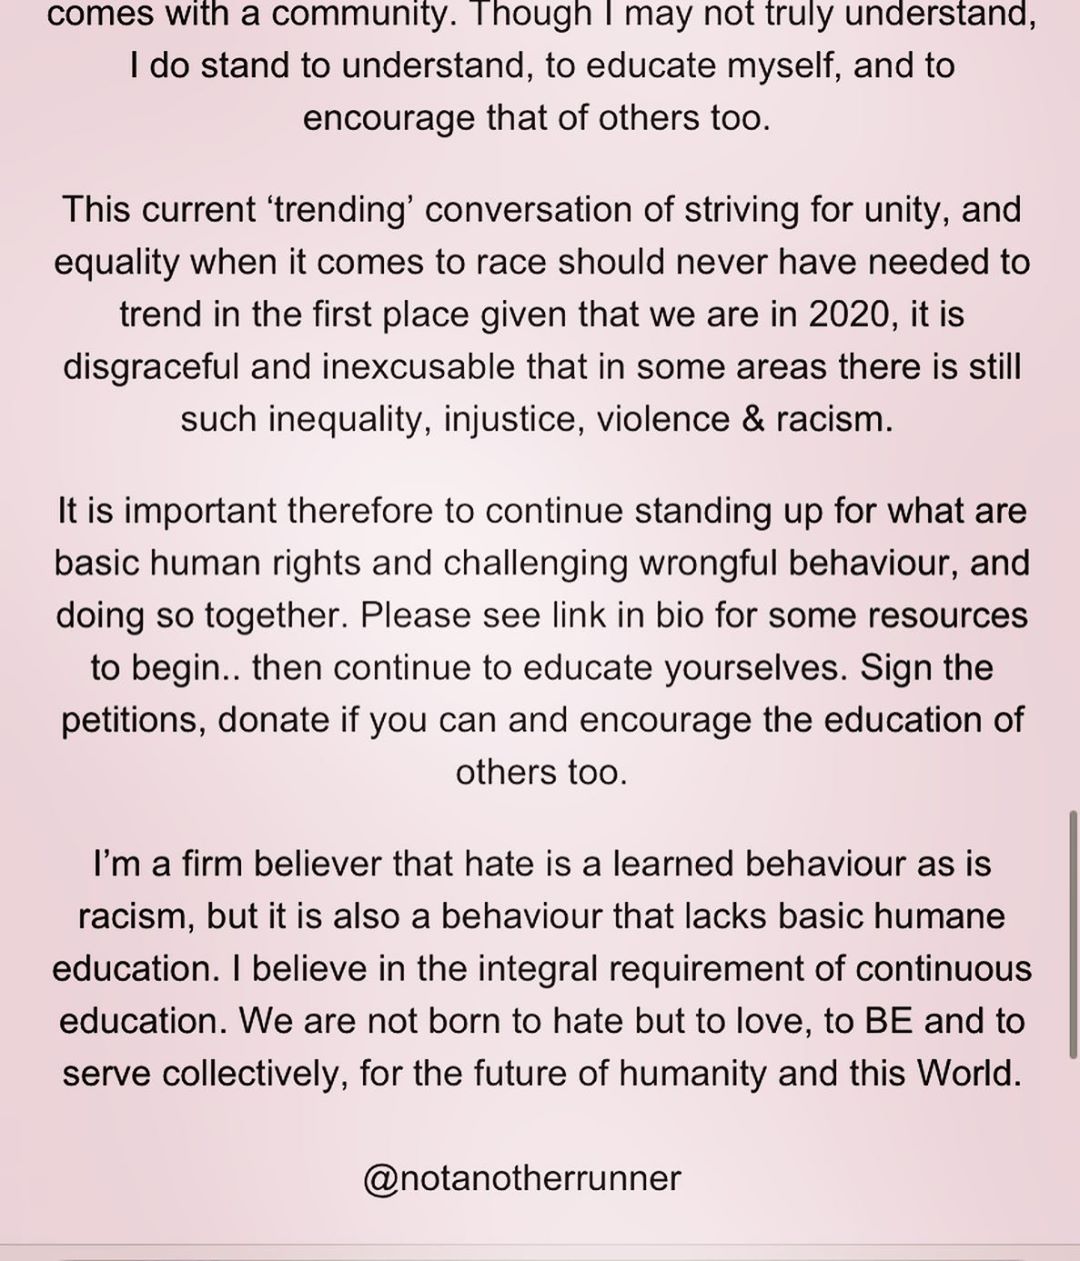 comes with a community. Though I may not truly understand,
I do stand to understand, to educate myself, and to
encourage that of others too.
This current ‘trending’ conversation of striving for unity, and
equality when it comes to race should never have needed to
trend in the first place given that we are in 2020, it is
disgraceful and inexcusable that in some areas there is still
such inequality, injustice, violence & racism.
It is important therefore to continue standing up for what are
basic human rights and challenging wrongful behaviour, and
doing so together. Please see link in bio for some resources
to begin.. then continue to educate yourselves. Sign the
petitions, donate if you can and encourage the education of
others too.
I’m a firm believer that hate is a learned behaviour as is
racism, but it is also a behaviour that lacks basic humane
education. I believe in the integral requirement of continuous
education. We are not born to hate but to love, to BE and to
serve collectively, for the future of humanity and this World.
@notanotherrunner